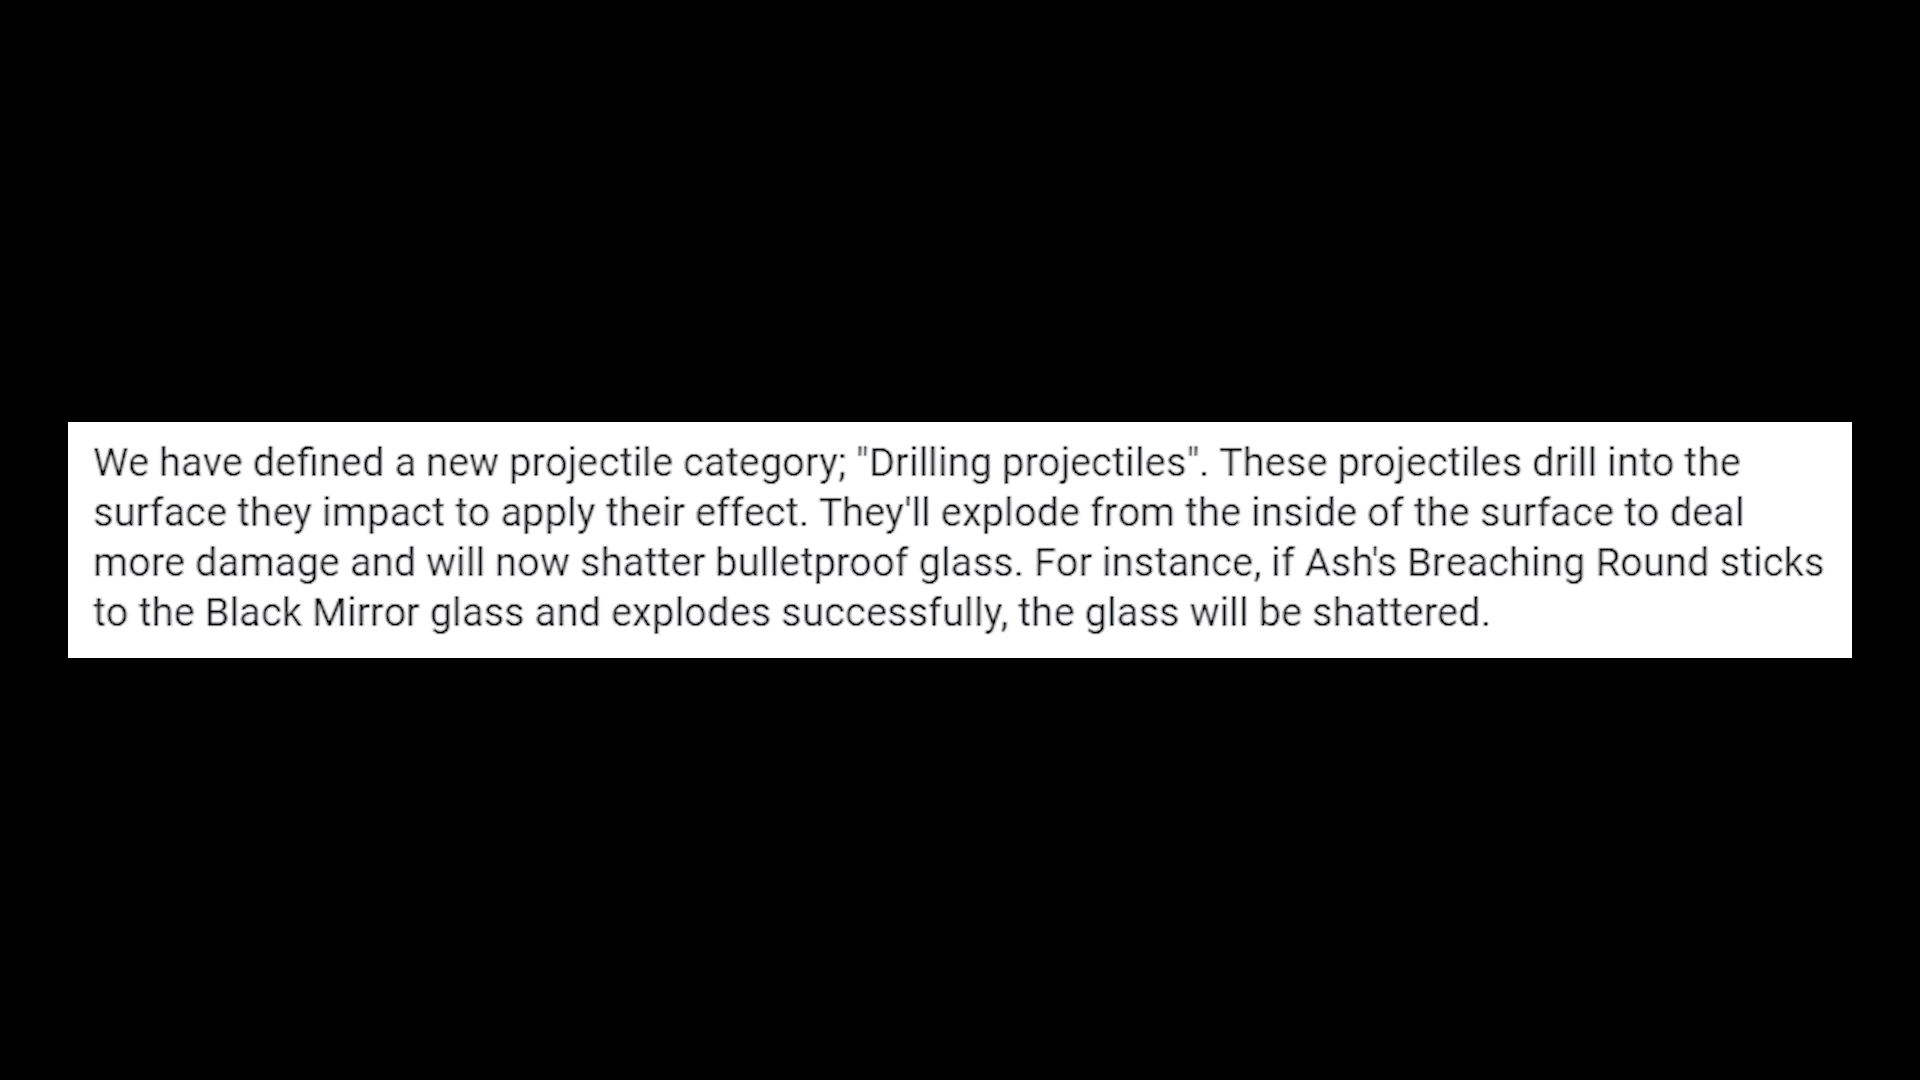 We have defined a new projectile category; "Drilling projectiles". These projectiles drill into the
surface they impact to apply their effect. They'll explode from the inside of the surface to deal
more damage and will now shatter bulletproof glass. For instance, if Ash's Breaching Round sticks
to the Black Mirror glass and explodes successfully, the glass will be shattered.